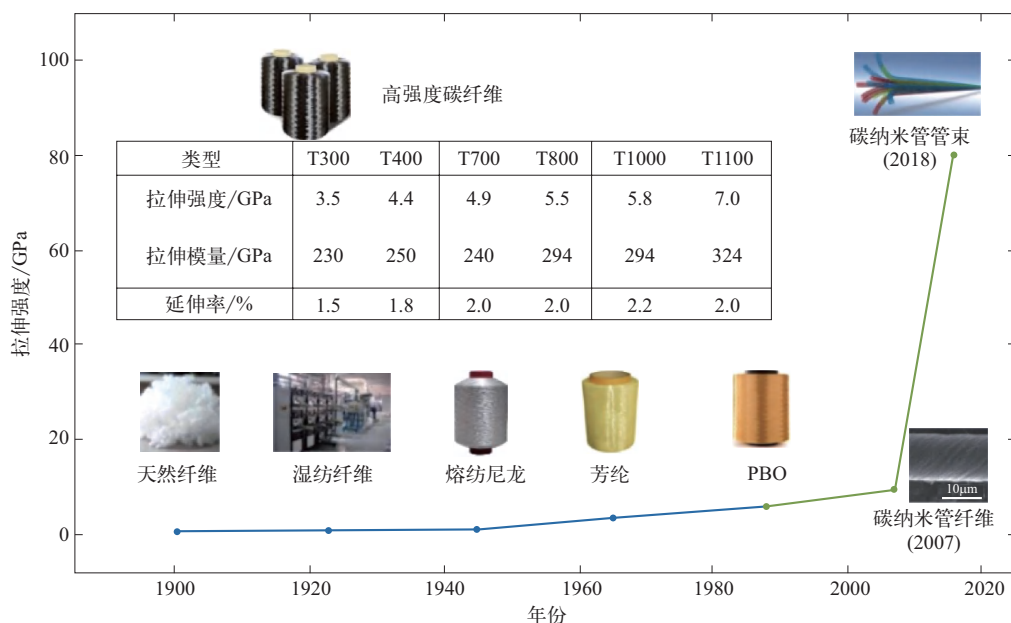 100
80
60
40
20
0
拉伸强度/GPa
高强度碳纤维
类型 T300 T400 T700 T800 T1000 T1100
拉伸强度/GPa 3.5 4.4 4.9 5.5 5.8 7.0
拉伸模量/GPa 230 250 240 294 294 324
延伸率/% 1.5 1.8 2.0 2.0 2.2 2.0
碳纳米管管束
(2018)
天然纤维
湿纺纤维
熔纺尼龙
芳纶
PBO
10μm
碳纳米管纤维
(2007)
1900 1920 1940 1960 1980 2000 2020
年份